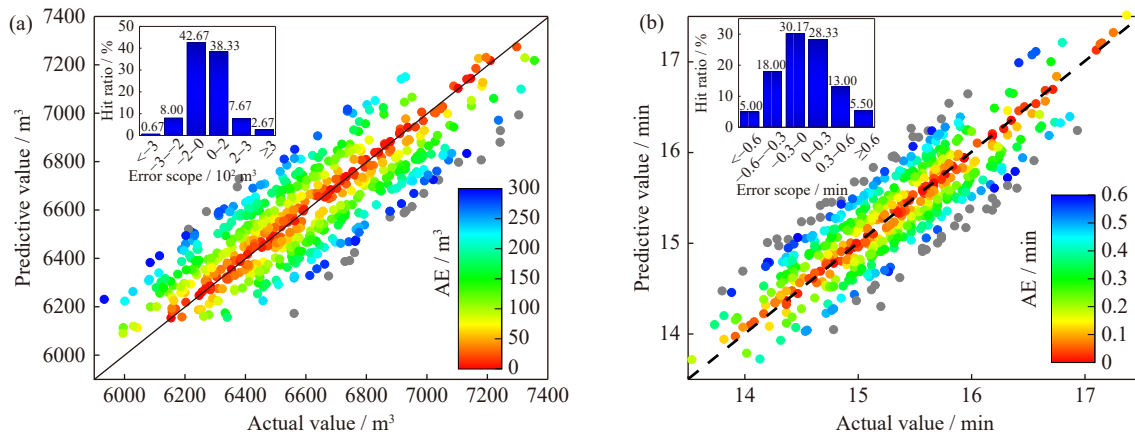 (a)
7400
7200
7000
6800
6600
6400
6200
6000
Predictive value / m³
6000 6200 6400 6600 6800 7000 7200 7400
Actual value / m³
50
40
30
20
10
0
Hit ratio / %
0.67 8.00 42.67 38.33 7.67 2.67
<−3 −3–−2 −2–0 0–2 2–3 ≥3
Error scope / 10² m³
300
250
200
150
100
50
0
AE / m³
(b)
17
16
15
14
Predictive value / min
14 15 16 17
Actual value / min
30
20
10
0
Hit ratio / %
5.00 18.00 30.17 28.33 13.00 5.50
<−0.6 −0.6–−0.3 −0.3–0 0–0.3 0.3–0.6 ≥0.6
Error scope / min
0.6
0.5
0.4
0.3
0.2
0.1
0
AE / min